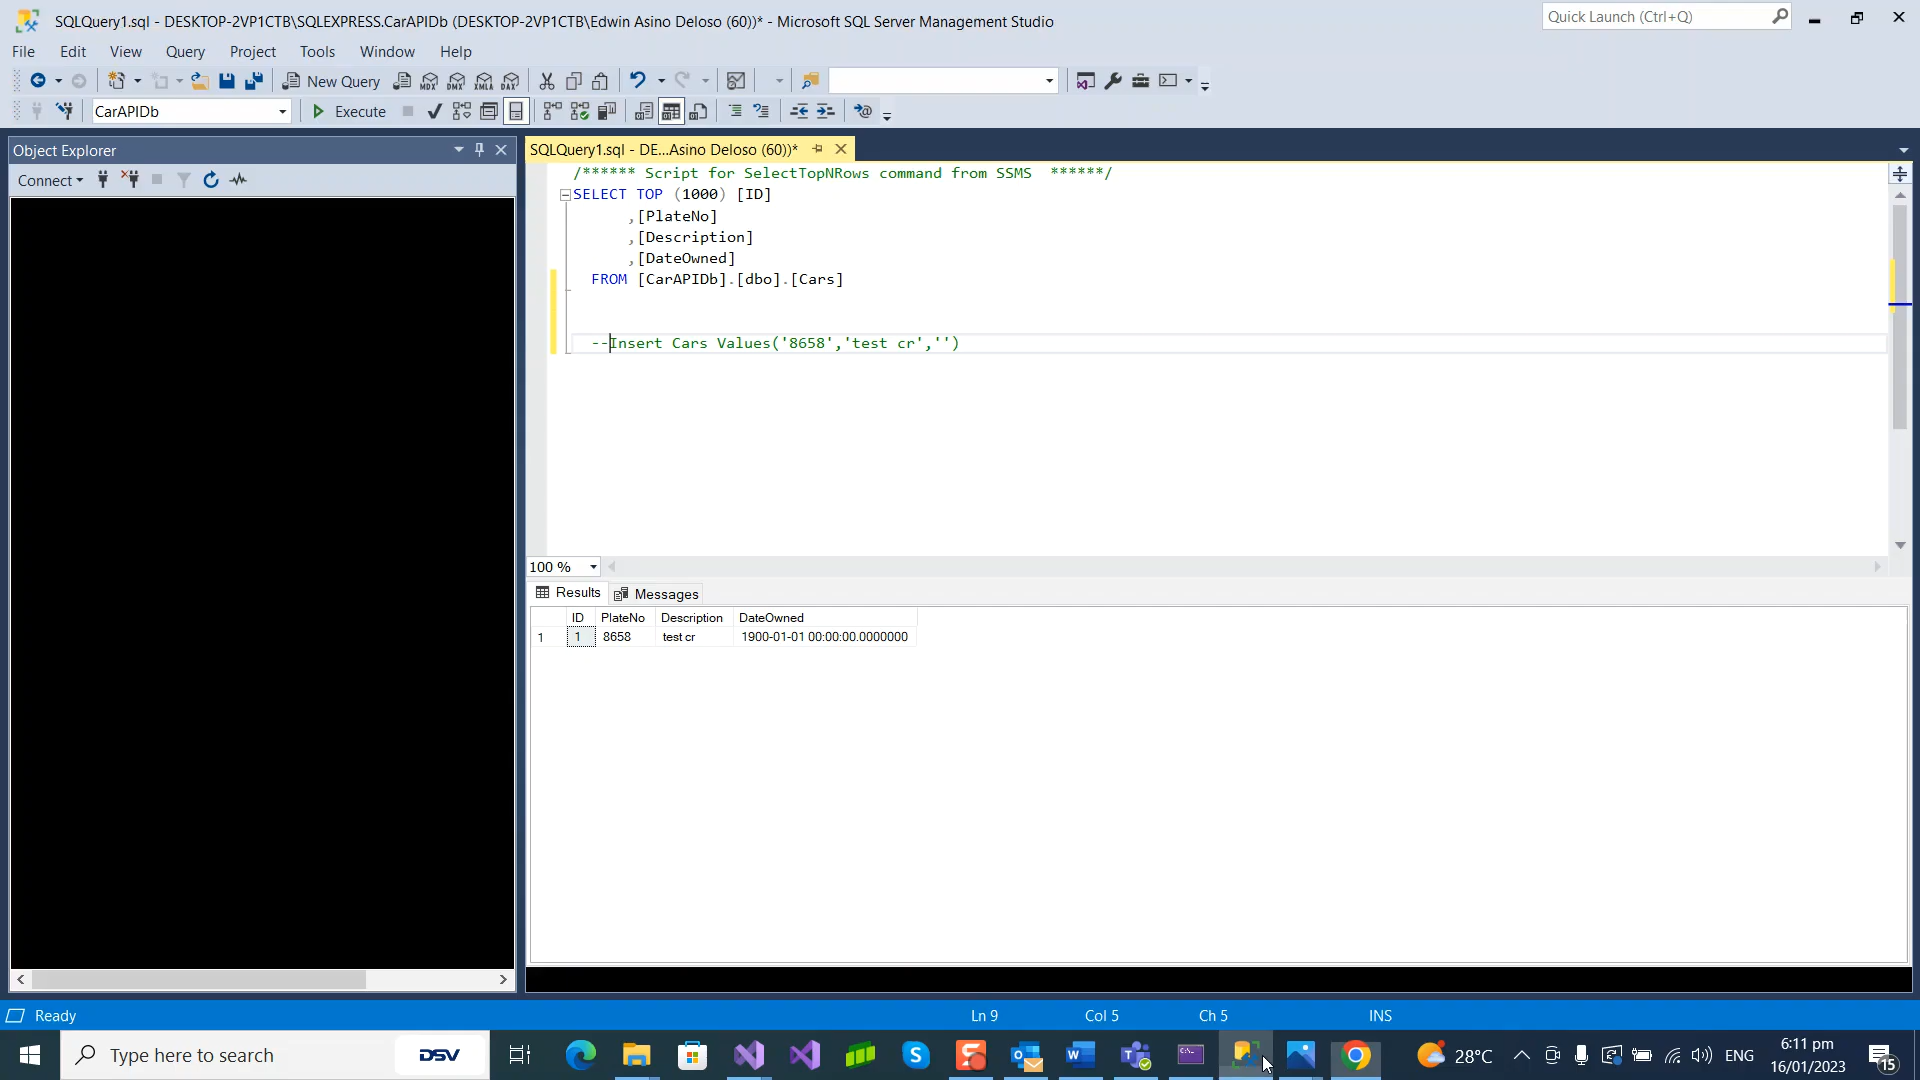 SQLQuery1.sql - DESKTOP-2VP1CTB\SQLEXPRESS.CarAPIDb (DESKTOP-2VP1CTB\Edwin Asino Deloso (60))* - Microsoft SQL Server Management Studio
Quick Launch (Ctrl+Q)
File Edit View Query Project Tools Window Help
New Query MDX DMX XMLA DAX
CarAPIDb Execute
Object Explorer
SQLQuery1.sql - DE...Asino Deloso (60))*
Connect
/****** Script for SelectTopNRows command from SSMS ******/
SELECT TOP (1000) [ID]
,[PlateNo]
,[Description]
,[DateOwned]
FROM [CarAPIDb].[dbo].[Cars]
--Insert Cars Values('8658','test cr','')
100 %
Results Messages
ID PlateNo Description DateOwned
1 1 8658 test cr 1900-01-01 00:00:00.0000000
Ready Ln 9 Col 5 Ch 5 INS
Type here to search DSV 28°C ENG 6:11 pm
16/01/2023 15